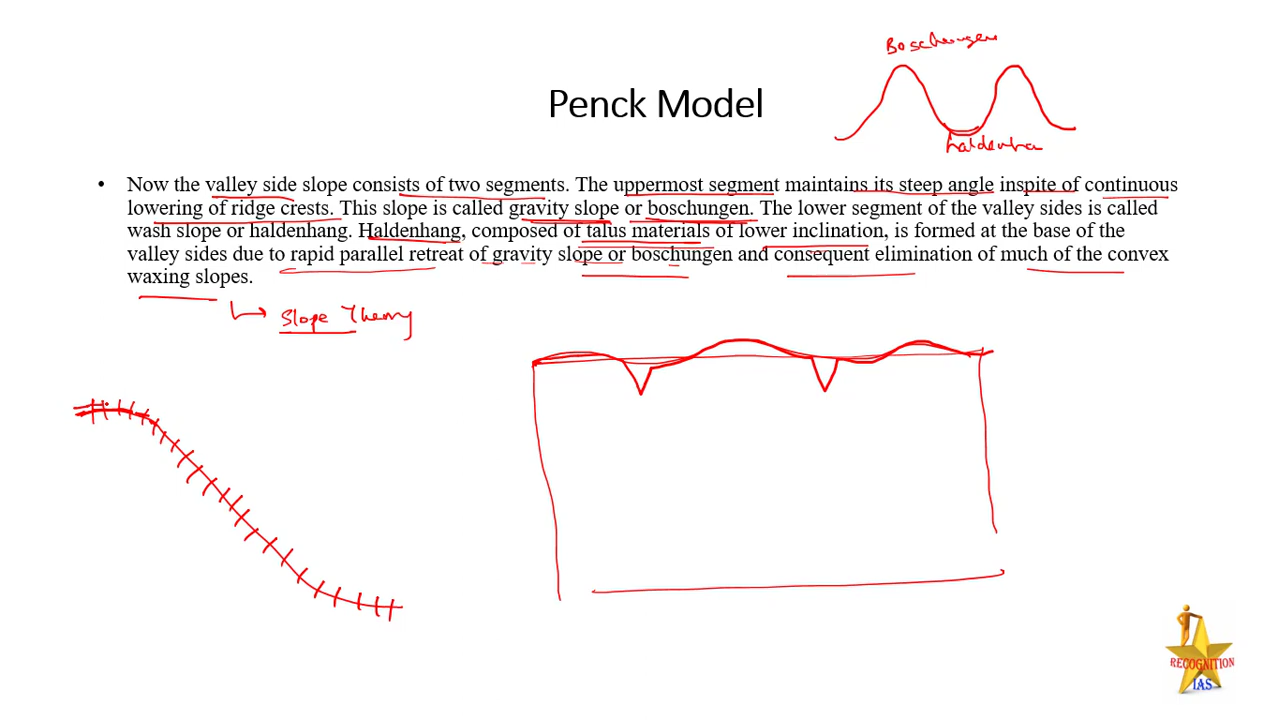 Boschungen
Penck Model
haldenha
• Now the valley side slope consists of two segments. The uppermost segment maintains its steep angle inspite of continuous
lowering of ridge crests. This slope is called gravity slope or boschungen. The lower segment of the valley sides is called
wash slope or haldenhang. Haldenhang, composed of talus materials of lower inclination, is formed at the base of the
valley sides due to rapid parallel retreat of gravity slope or boschungen and consequent elimination of much of the convex
waxing slopes.
Slope Theory
RECOGNITION
IAS